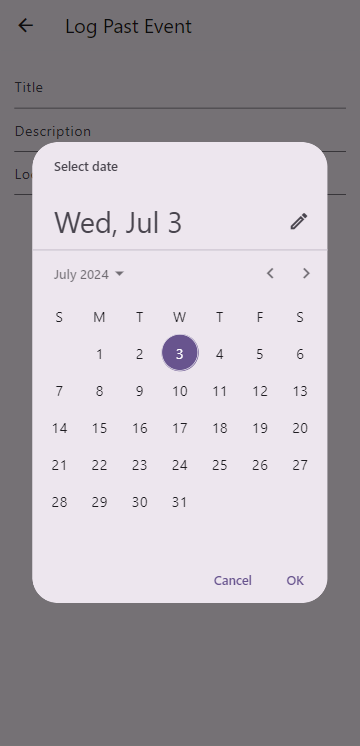 Log Past Event
Title
Description
Lo
Select date
Wed, Jul 3
July 2024
S M T W T F S
1 2 3 4 5 6
7 8 9 10 11 12 13
14 15 16 17 18 19 20
21 22 23 24 25 26 27
28 29 30 31
Cancel OK